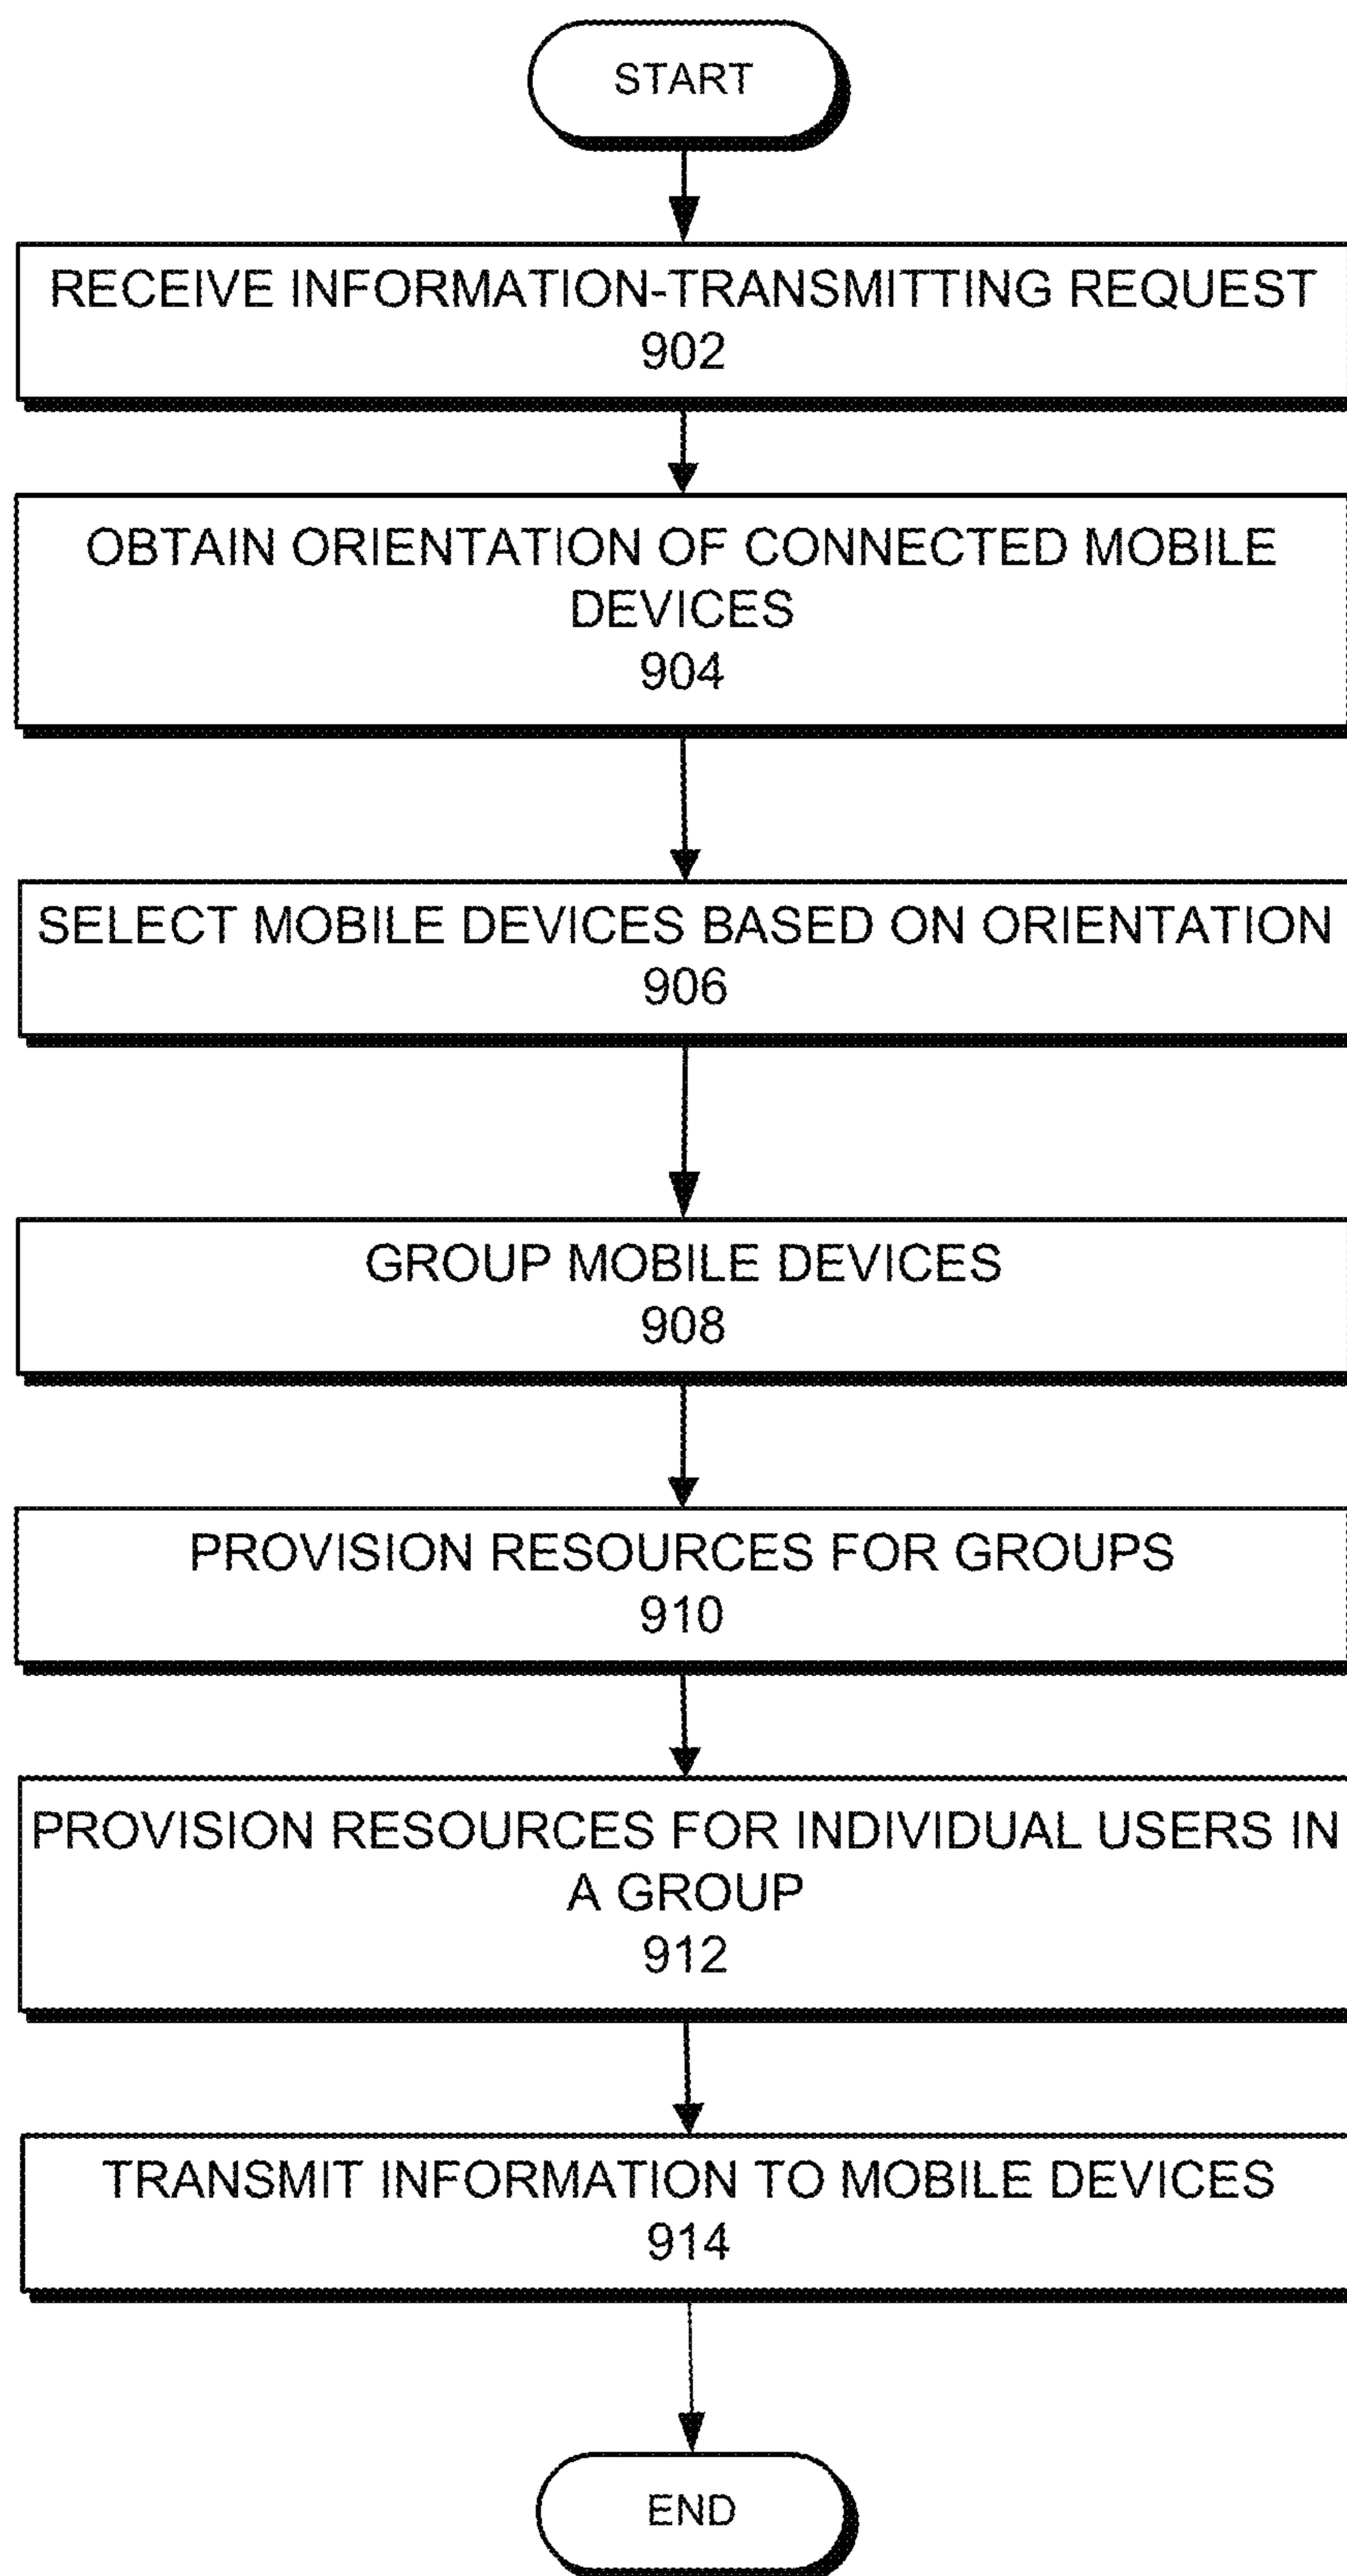 START
RECEIVE INFORMATION-TRANSMITTING REQUEST
902
OBTAIN ORIENTATION OF CONNECTED MOBILE
DEVICES
904
SELECT MOBILE DEVICES BASED ON ORIENTATION
906
GROUP MOBILE DEVICES
908
PROVISION RESOURCES FOR GROUPS
910
PROVISION RESOURCES FOR INDIVIDUAL USERS IN
A GROUP
912
TRANSMIT INFORMATION TO MOBILE DEVICES
914
END